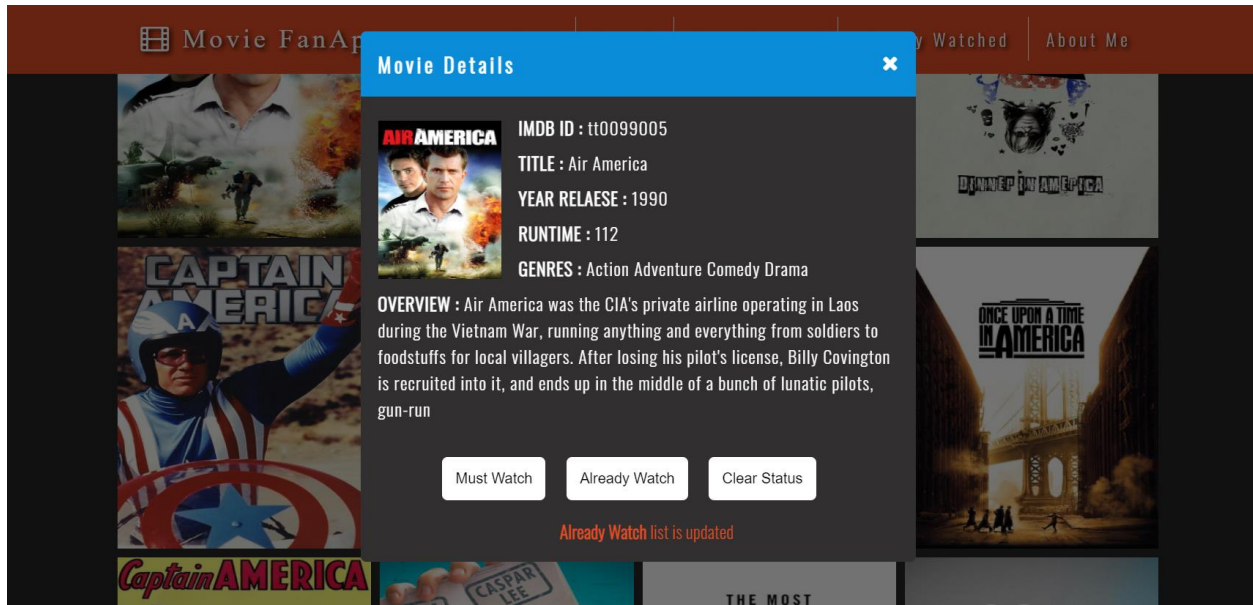 Movie FanAp
y Watched
About Me
Movie Details
AIR AMERICA
IMDB ID : tt0099005
TITLE : Air America
YEAR RELAESE : 1990
RUNTIME : 112
GENRES : Action Adventure Comedy Drama
OVERVIEW : Air America was the CIA's private airline operating in Laos
during the Vietnam War, running anything and everything from soldiers to
foodstuffs for local villagers. After losing his pilot's license, Billy Covington
is recruited into it, and ends up in the middle of a bunch of lunatic pilots,
gun-run
Must Watch
Already Watch
Clear Status
Already Watch list is updated
DINNER IN AMERICA
CAPTAIN
AMERICA
A
ONCE UPON A TIME
IN AMERICA
Captain AMERICA
CASPAR
LEE
THE MOST